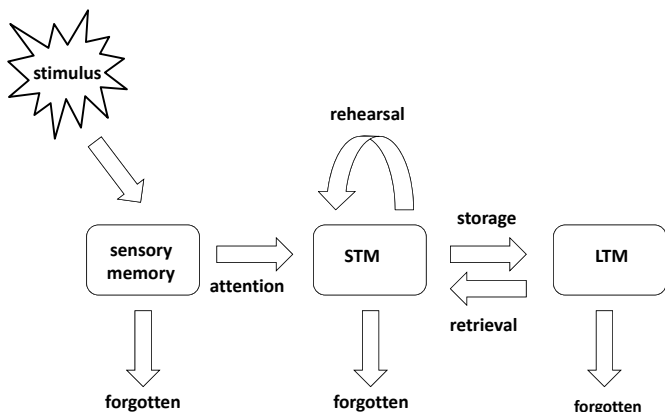 stimulus
rehearsal
storage
sensory
memory
STM
LTM
attention
retrieval
forgotten
forgotten
forgotten